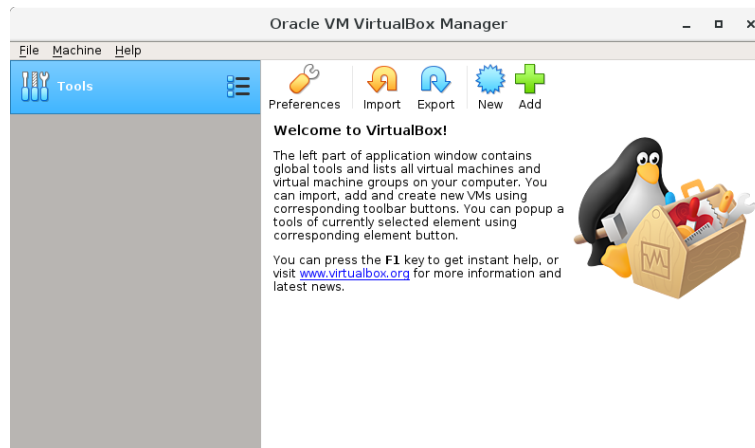 Oracle VM VirtualBox Manager
File Machine Help
Tools
Preferences Import Export New Add
Welcome to VirtualBox!
The left part of application window contains
global tools and lists all virtual machines and
virtual machine groups on your computer. You
can import, add and create new VMs using
corresponding toolbar buttons. You can popup a
tools of currently selected element using
corresponding element button.
You can press the F1 key to get instant help, or
visit www.virtualbox.org for more information and
latest news.